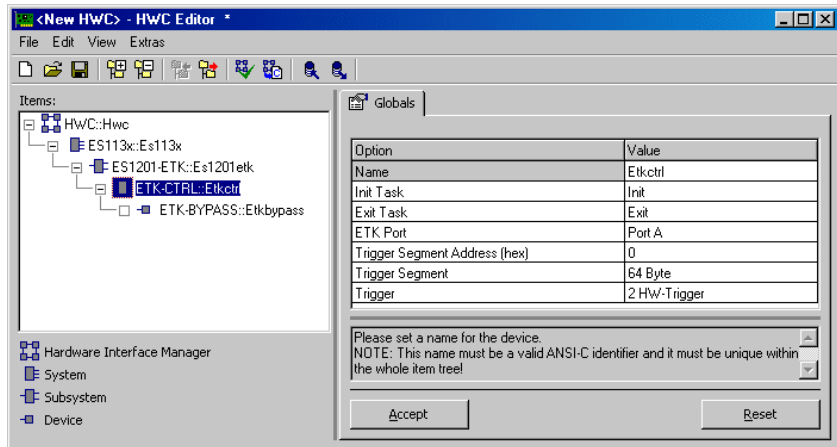 <New HWC> - HWC Editor *
File Edit View Extras
Items:
HWC::Hwc
ES113x::Es113x
ES1201-ETK::Es1201etk
ETK-CTRL::Etkctrl
ETK-BYPASS::Etkbypass
Hardware Interface Manager
System
Subsystem
Device
Globals
Option Value
Name Etkctrl
Init Task Init
Exit Task Exit
ETK Port Port A
Trigger Segment Address (hex) 0
Trigger Segment 64 Byte
Trigger 2 HW-Trigger
Please set a name for the device.
NOTE: This name must be a valid ANSI-C identifier and it must be unique within
the whole item tree!
Accept Reset